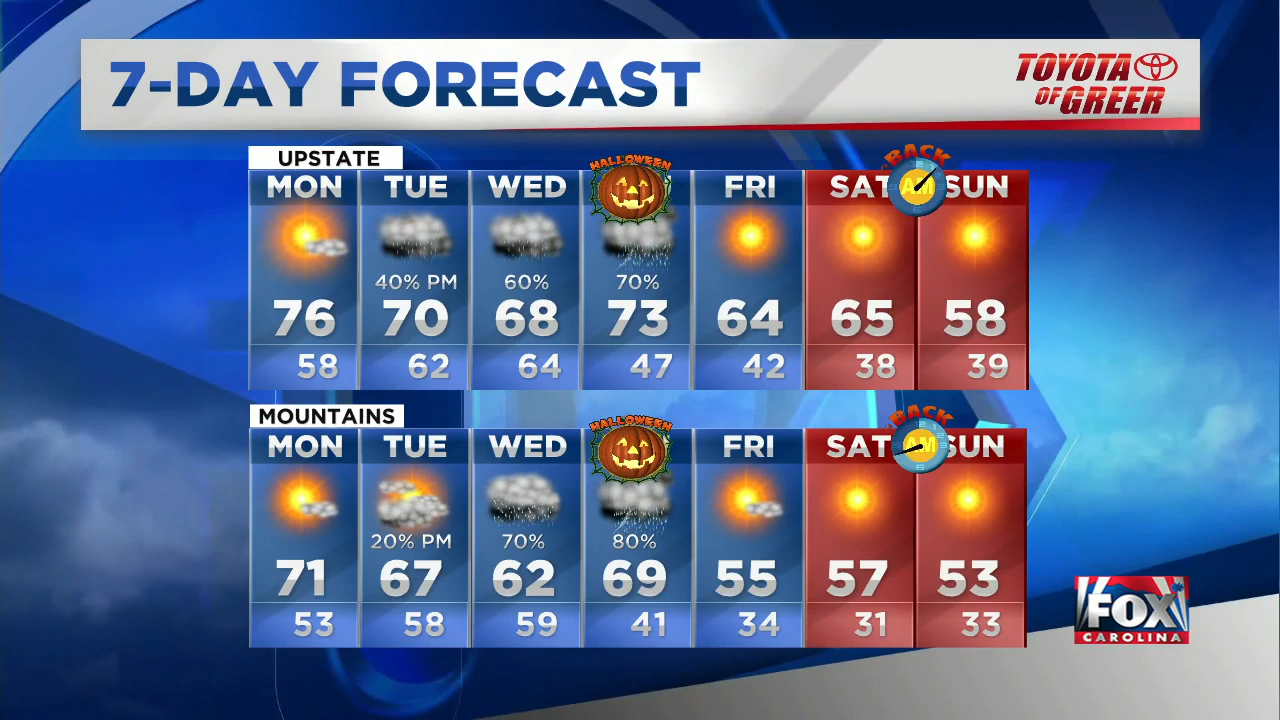 7-DAY FORECAST
TOYOTA
OF GREER
UPSTATE
HALLOWEEN
BACK
MON TUE WED FRI SAT AM SUN
40% PM 60% 70%
76 70 68 73 64 65 58
58 62 64 47 42 38 39
MOUNTAINS
HALLOWEEN
BACK
MON TUE WED FRI SAT AM SUN
20% PM 70% 80%
71 67 62 69 55 57 53
53 58 59 41 34 31 33
FOX
CAROLINA